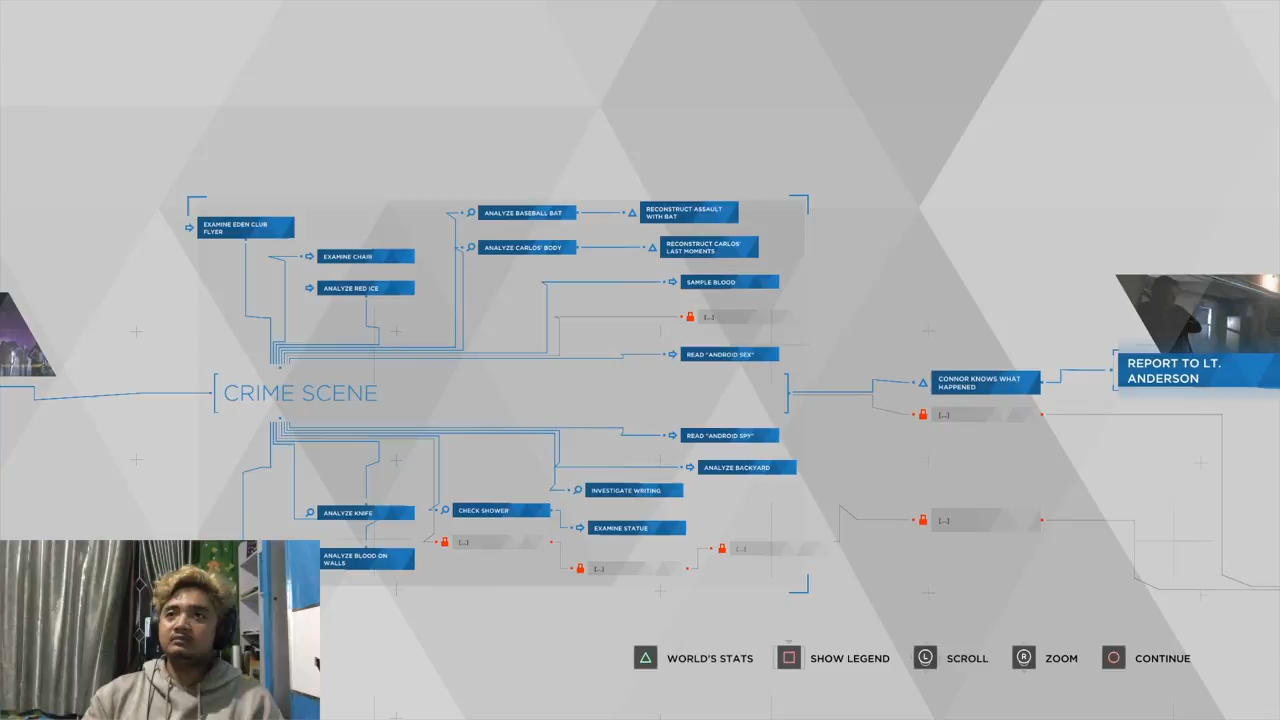 EXAMINE EDEN CLUB
FLYER
EXAMINE CHAIR
ANALYZE RED ICE
ANALYZE BASEBALL BAT
RECONSTRUCT ASSAULT
WITH BAT
ANALYZE CARLOS' BODY
RECONSTRUCT CARLOS'
LAST MOMENTS
SAMPLE BLOOD
[...]
READ "ANDROID SEX"
CRIME SCENE
CONNOR KNOWS WHAT
HAPPENED
REPORT TO LT.
ANDERSON
[...]
READ "ANDROID SPY"
ANALYZE BACKYARD
INVESTIGATE WRITING
ANALYZE KNIFE
CHECK SHOWER
EXAMINE STATUE
[...]
[...]
[...]
[...]
ANALYZE BLOOD ON
WALLS
WORLD'S STATS
SHOW LEGEND
L
SCROLL
R
ZOOM
CONTINUE